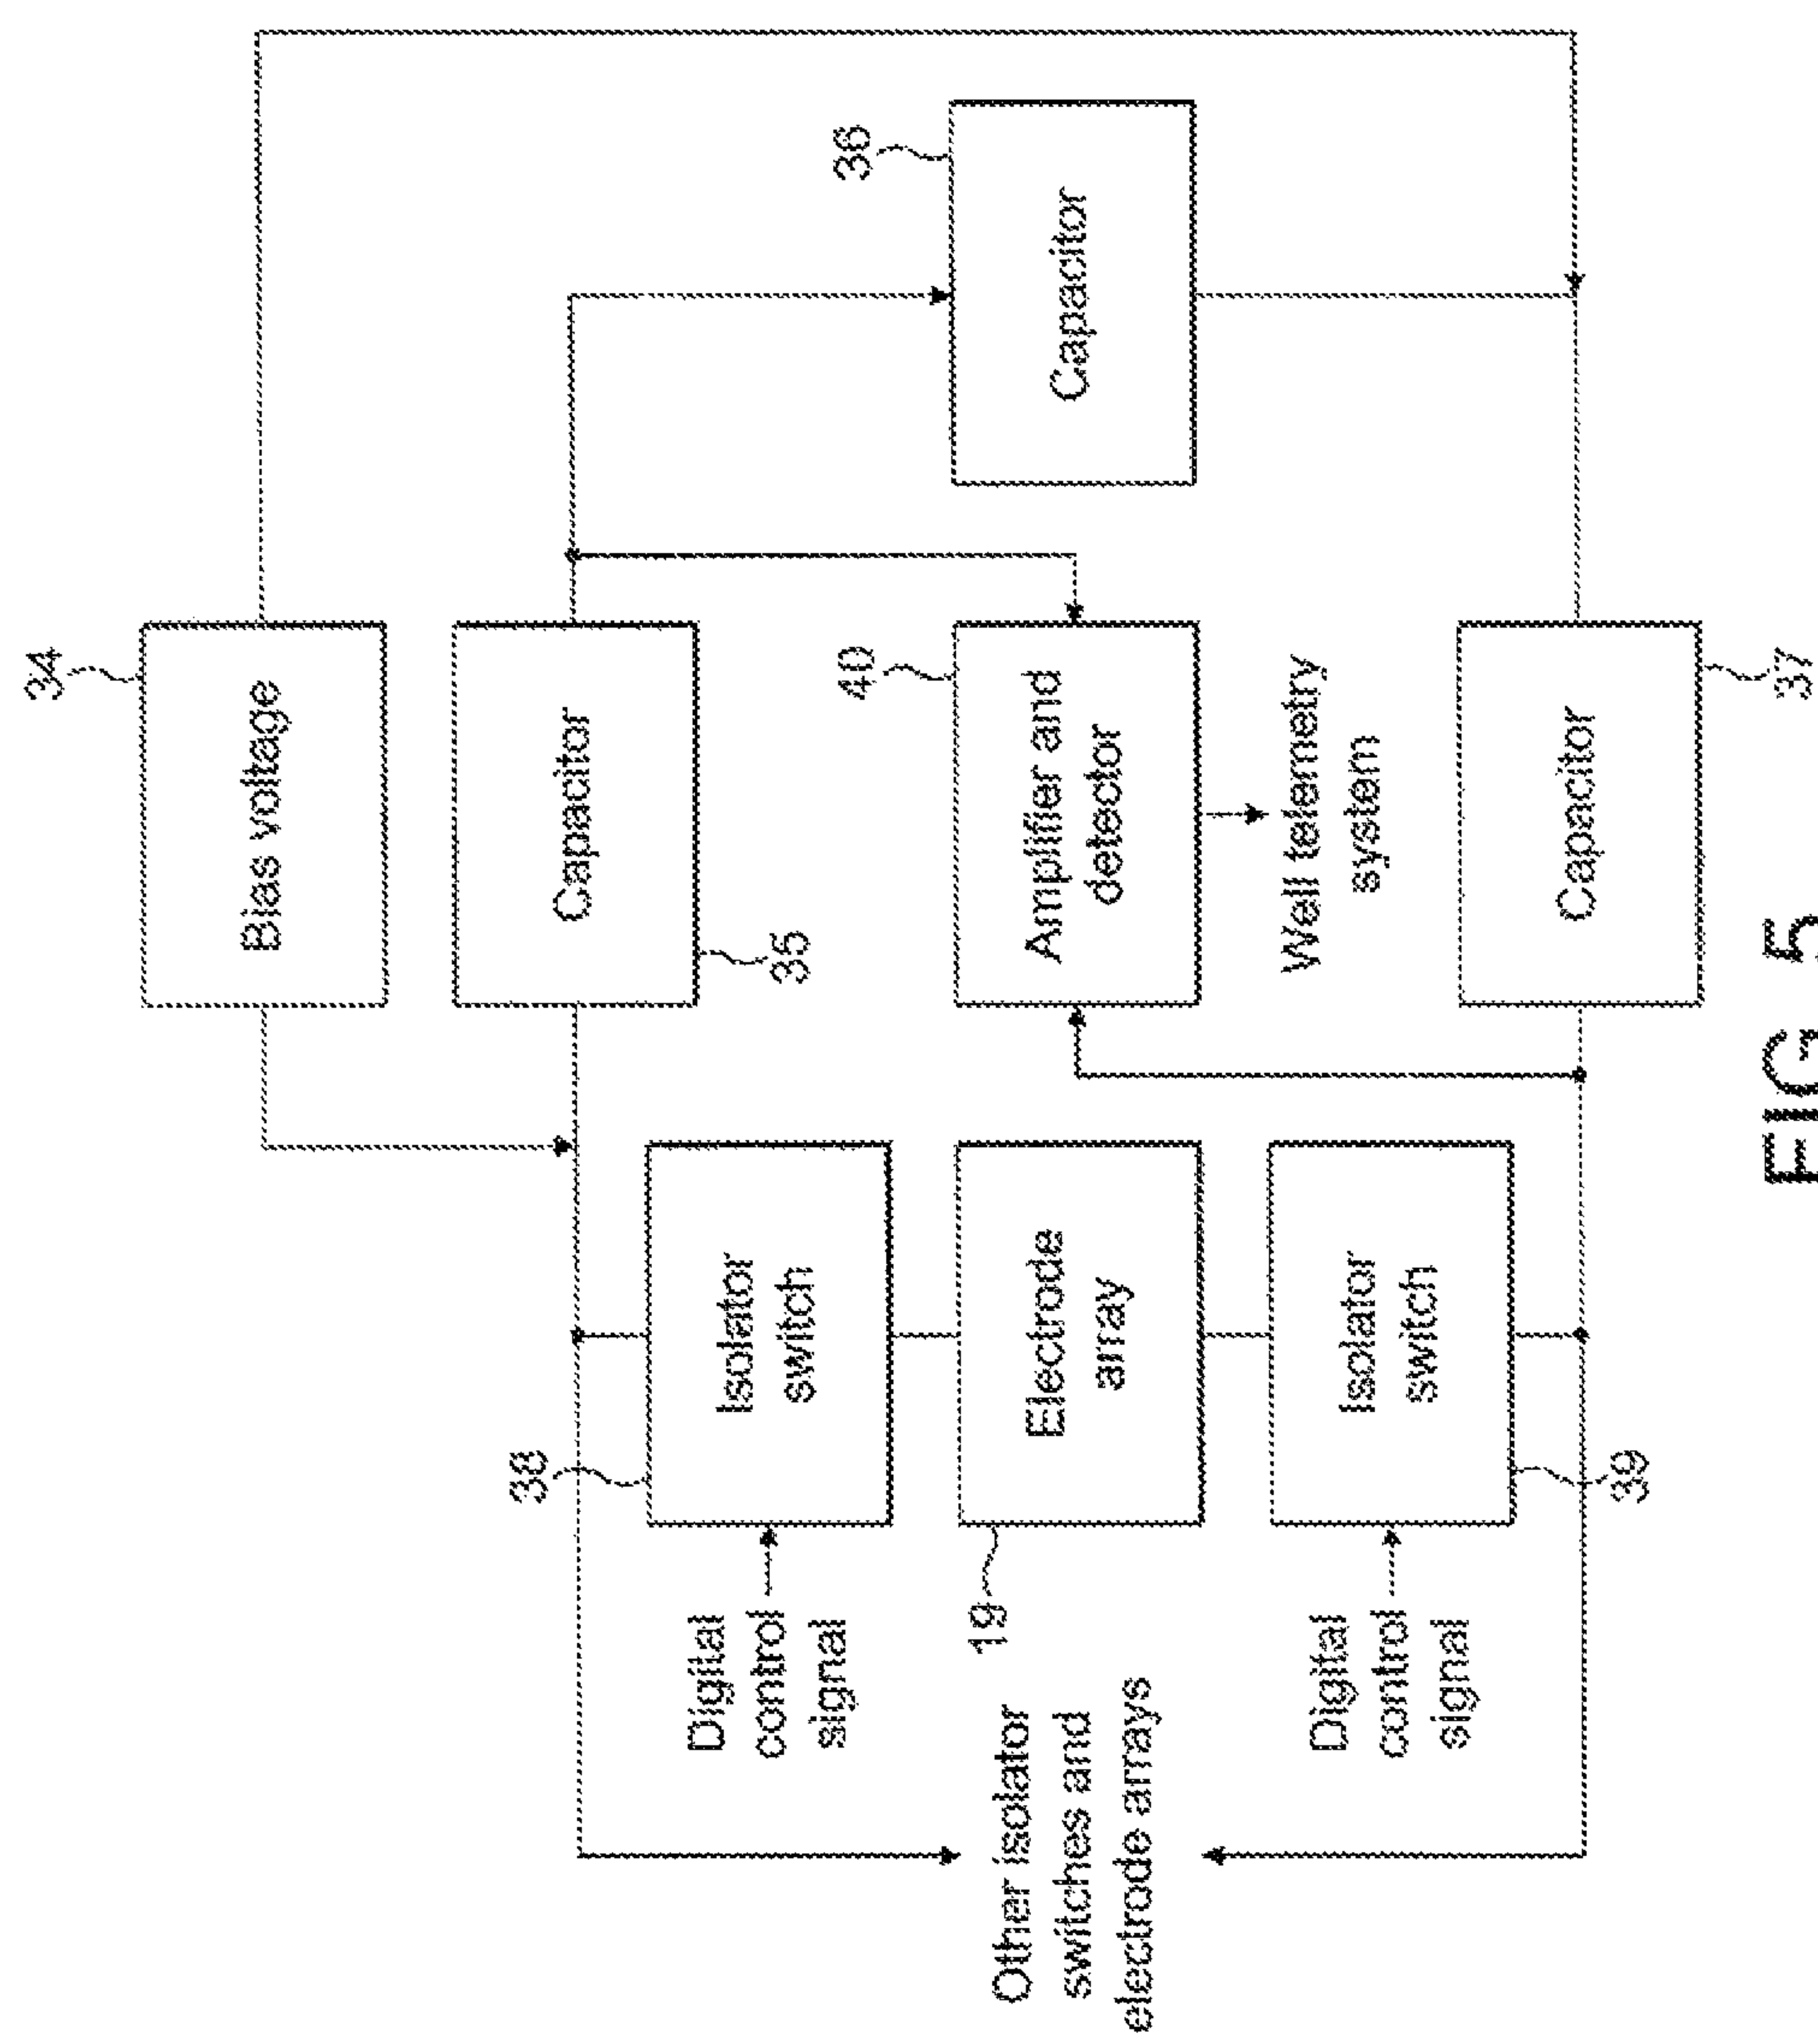 34
Bias voltage
Capacitor
35
36
Capacitor
40
Amplifier and
detector
Well telemetry
system
Capacitor
37
38
Isolator
switch
Digital
control
signal
Electrode
array
19
Isolator
switch
39
Digital
control
signal
Other isolator
switches and
electrode arrays
FIG 5